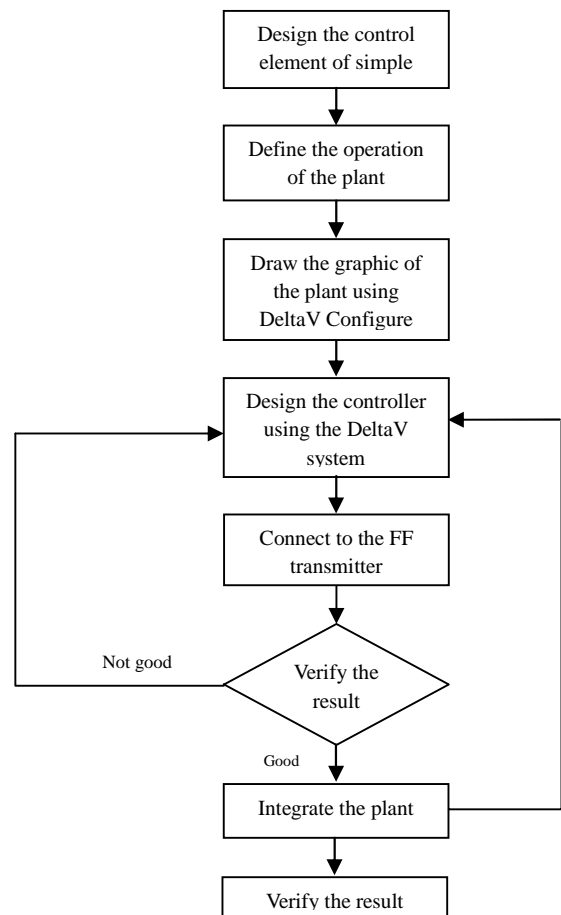 Design the control
element of simple
Define the operation
of the plant
Draw the graphic of
the plant using
DeltaV Configure
Design the controller
using the DeltaV
system
Connect to the FF
transmitter
Not good
Verify the
result
Good
Integrate the plant
Verify the result